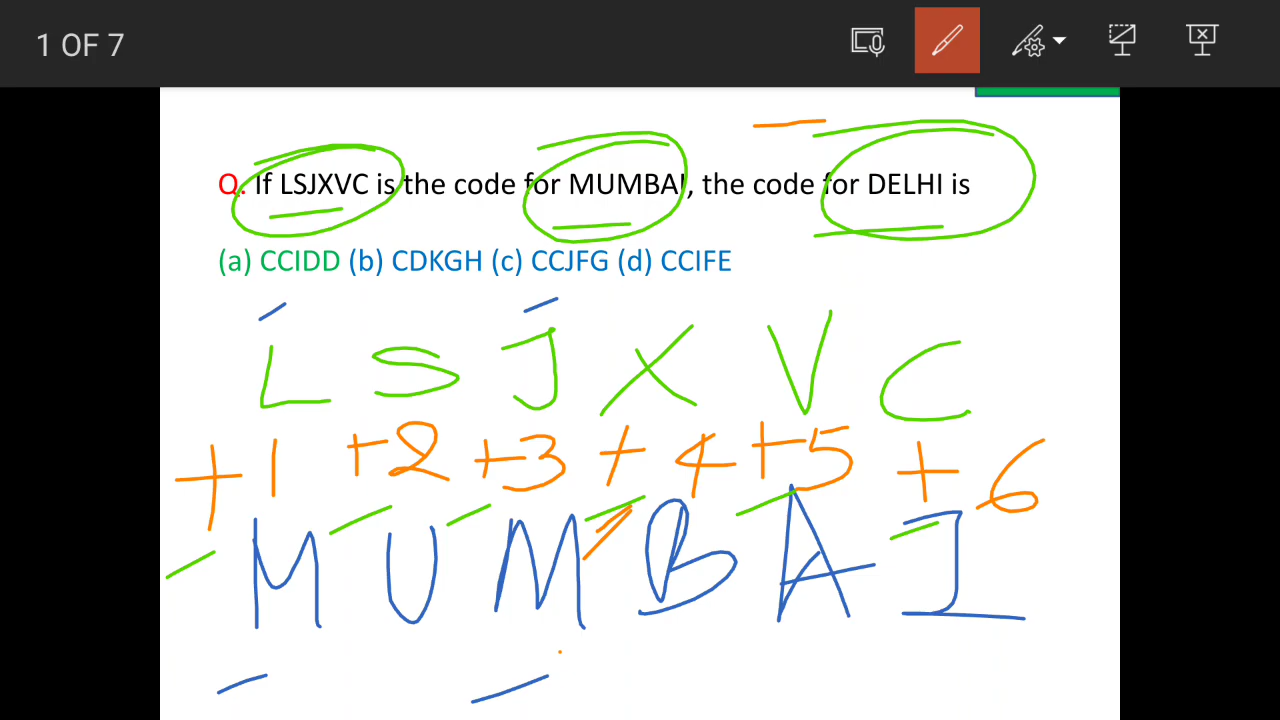 1 OF 7
Q. If LSJXVC is the code for MUMBAI, the code for DELHI is
(a) CCIDD (b) CDKGH (c) CCJFG (d) CCIFE
L S J X V C
+1 +2 +3 +4 +5 +6
M U M B A I